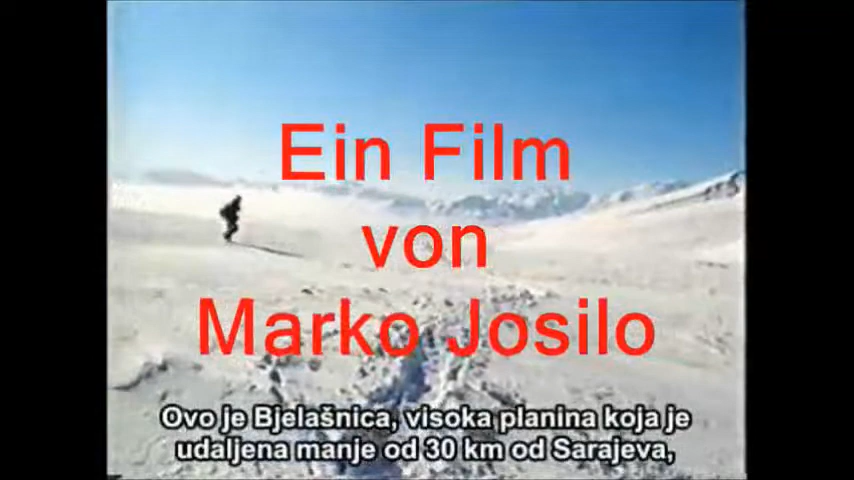 Ein Film
von
Marko Josilo
Ovo je Bjelašnica, visoka planina koja je
udaljena manje od 30 km od Sarajeva,